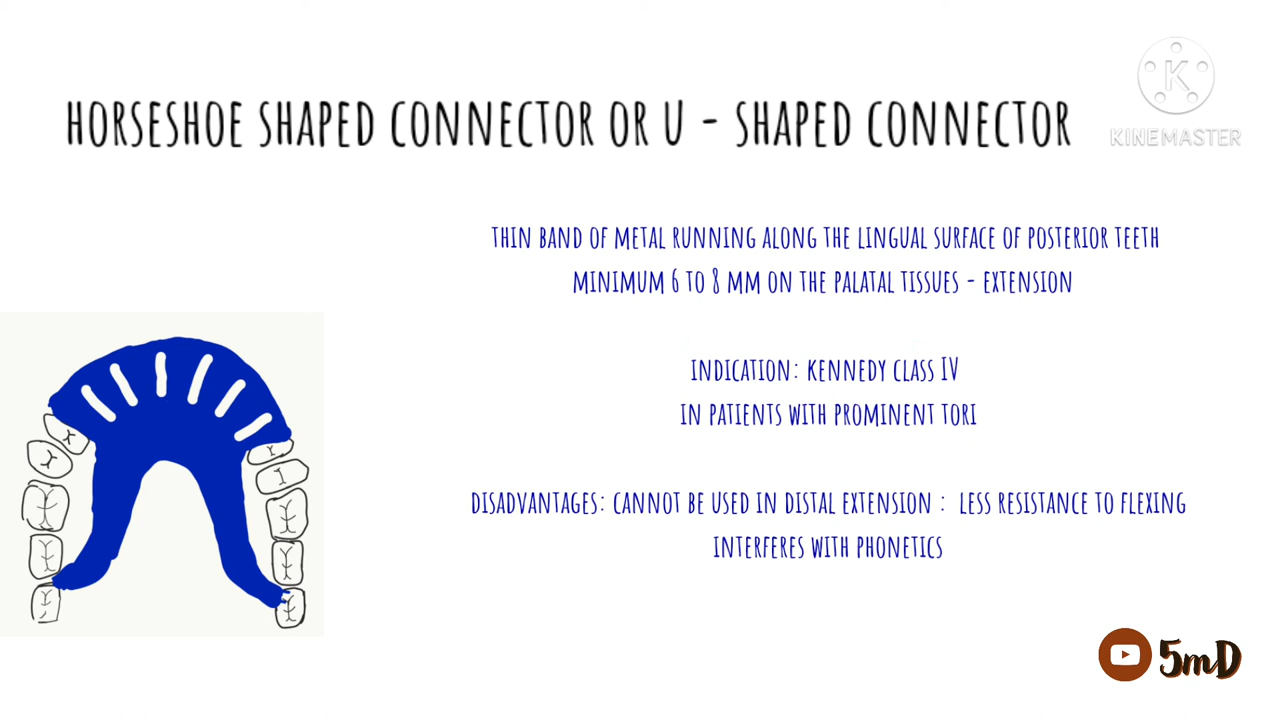 HORSESHOE SHAPED CONNECTOR OR U - SHAPED CONNECTOR
KINEMASTER
THIN BAND OF METAL RUNNING ALONG THE LINGUAL SURFACE OF POSTERIOR TEETH
MINIMUM 6 TO 8 MM ON THE PALATAL TISSUES - EXTENSION
INDICATION: KENNEDY CLASS IV
IN PATIENTS WITH PROMINENT TORI
DISADVANTAGES: CANNOT BE USED IN DISTAL EXTENSION : LESS RESISTANCE TO FLEXING
INTERFERES WITH PHONETICS
5mD